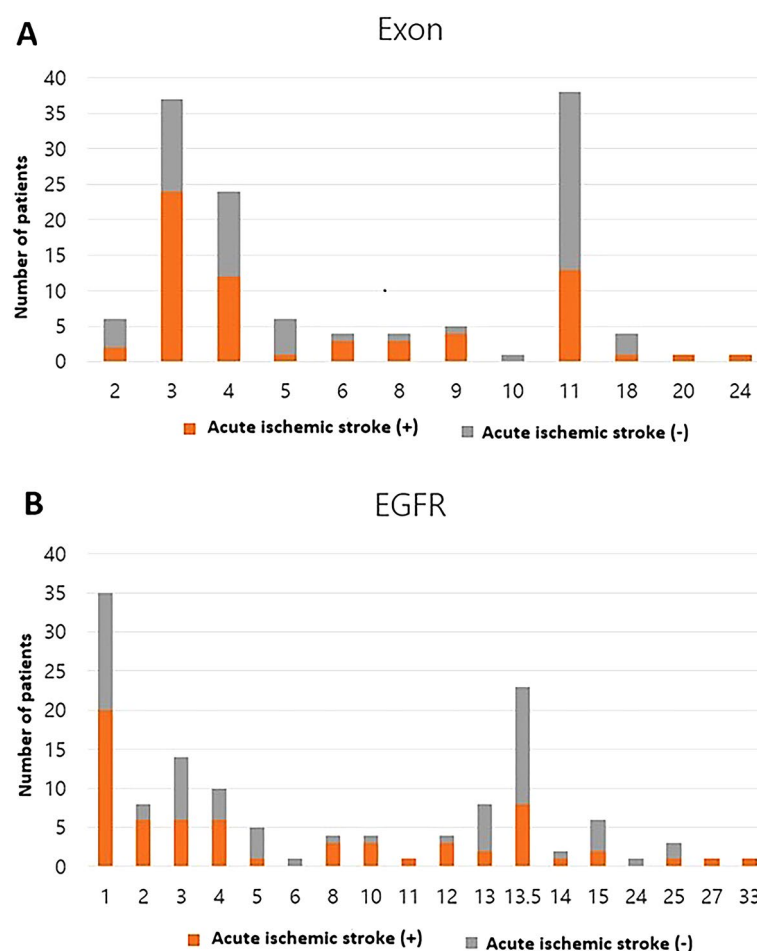 A
Exon
Number of patients
40
35
30
25
20
15
10
5
0
2 3 4 5 6 8 9 10 11 18 20 24
Acute ischemic stroke (+) Acute ischemic stroke (-)
B
EGFR
Number of patients
40
35
30
25
20
15
10
5
0
1 2 3 4 5 6 8 10 11 12 13 13.5 14 15 24 25 27 33
Acute ischemic stroke (+) Acute ischemic stroke (-)